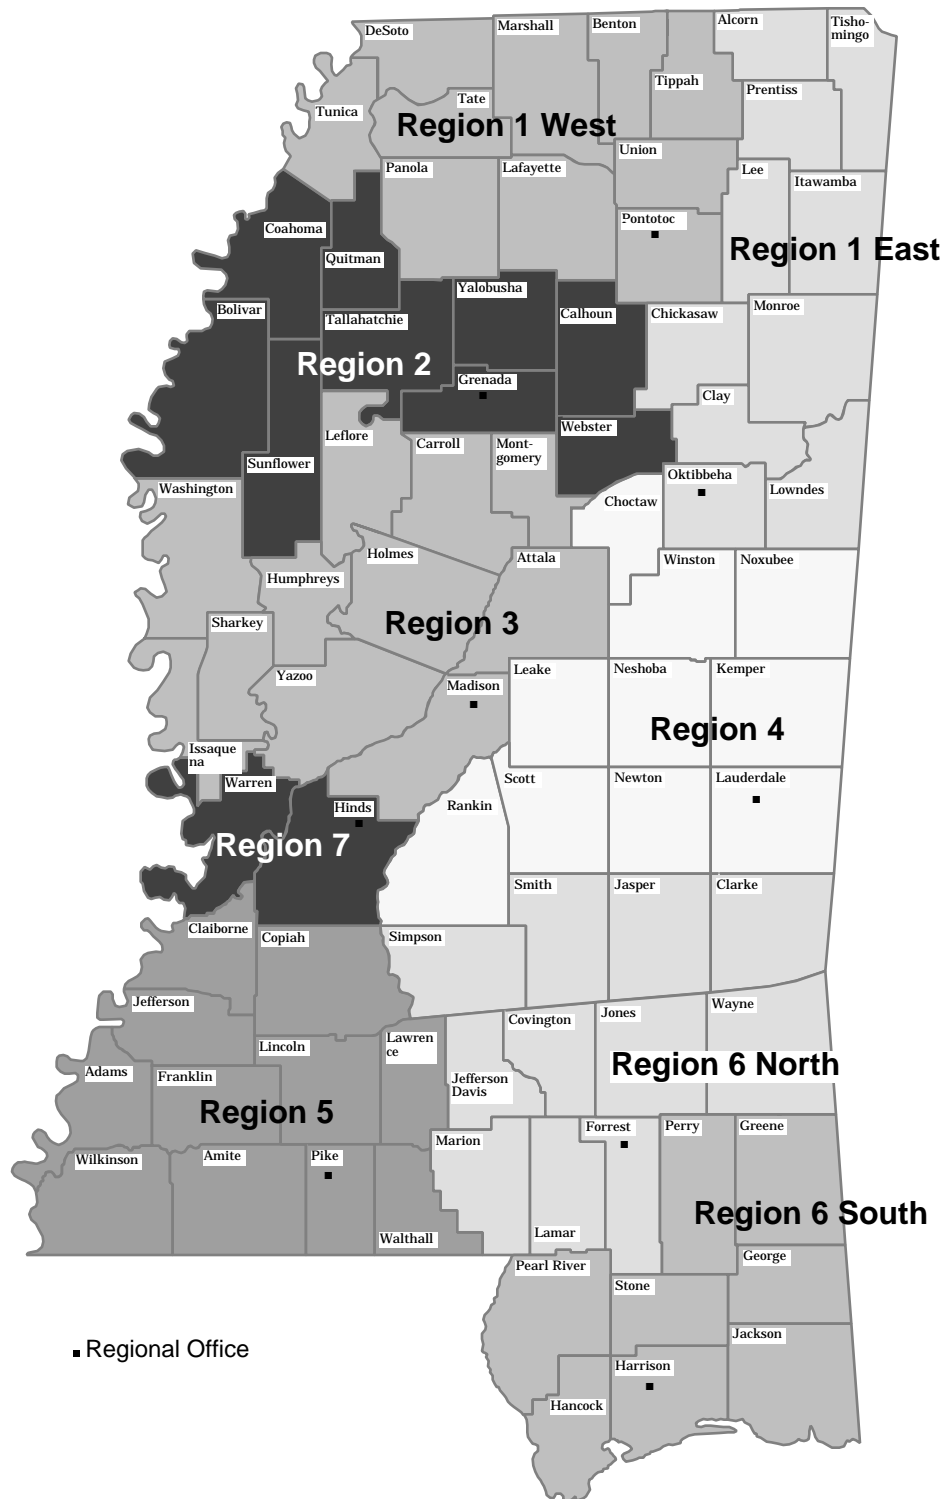 DeSoto
Marshall
Benton
Alcorn
Tisho-
mingo
Tippah
Prentiss
Tunica
Tate
Region 1 West
Union
Panola
Lafayette
Lee
Itawamba
Pontotoc
Coahoma
Region 1 East
Quitman
Yalobusha
Bolivar
Tallahatchie
Calhoun
Chickasaw
Monroe
Region 2
Grenada
Clay
Leflore
Carroll
Mont-
gomery
Webster
Sunflower
Oktibbeha
Washington
Choctaw
Lowndes
Holmes
Attala
Winston
Noxubee
Humphreys
Sharkey
Region 3
Yazoo
Madison
Leake
Neshoba
Kemper
Region 4
Issaque
na
Warren
Scott
Newton
Lauderdale
Hinds
Rankin
Region 7
Smith
Jasper
Clarke
Claiborne
Copiah
Simpson
Jefferson
Covington
Jones
Wayne
Lincoln
Lawren
ce
Region 6 North
Adams
Franklin
Jefferson
Davis
Region 5
Marion
Forrest
Perry
Greene
Wilkinson
Amite
Pike
Region 6 South
Walthall
Lamar
Pearl River
George
Stone
Regional Office
Jackson
Harrison
Hancock